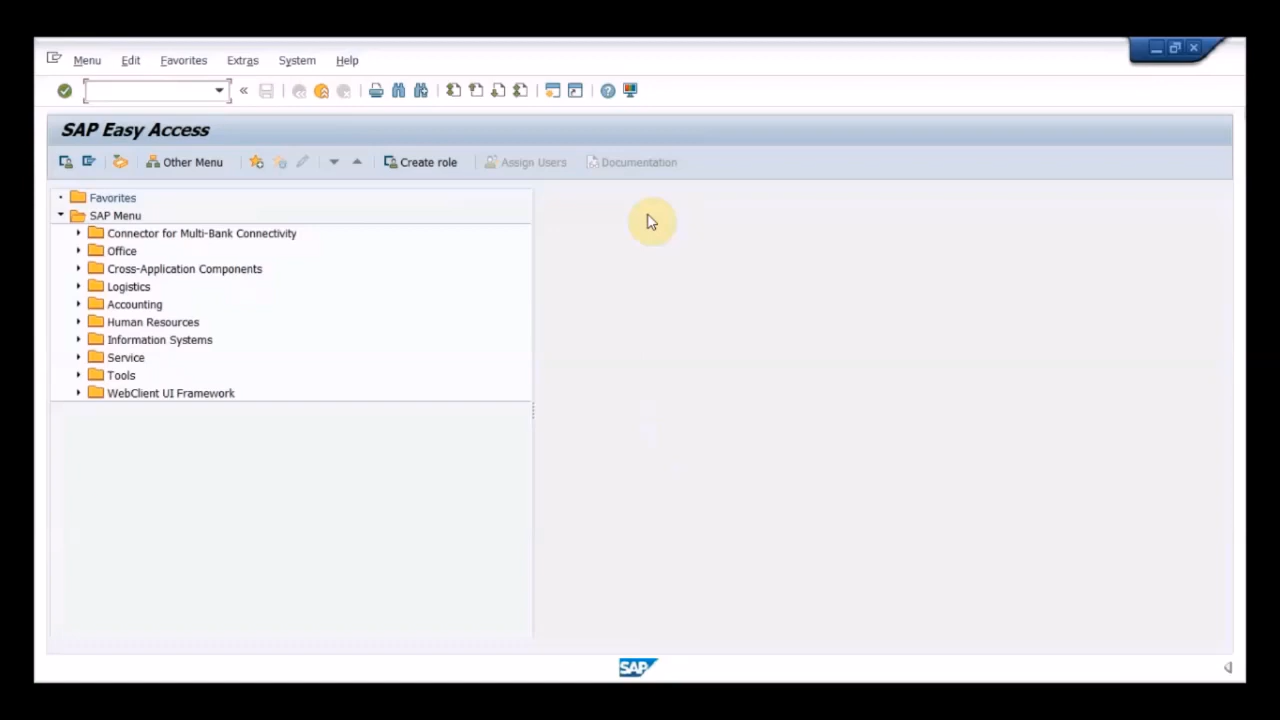 Menu Edit Favorites Extras System Help
SAP Easy Access
Other Menu Create role Assign Users Documentation
Favorites
SAP Menu
Connector for Multi-Bank Connectivity
Office
Cross-Application Components
Logistics
Accounting
Human Resources
Information Systems
Service
Tools
WebClient UI Framework
SAP